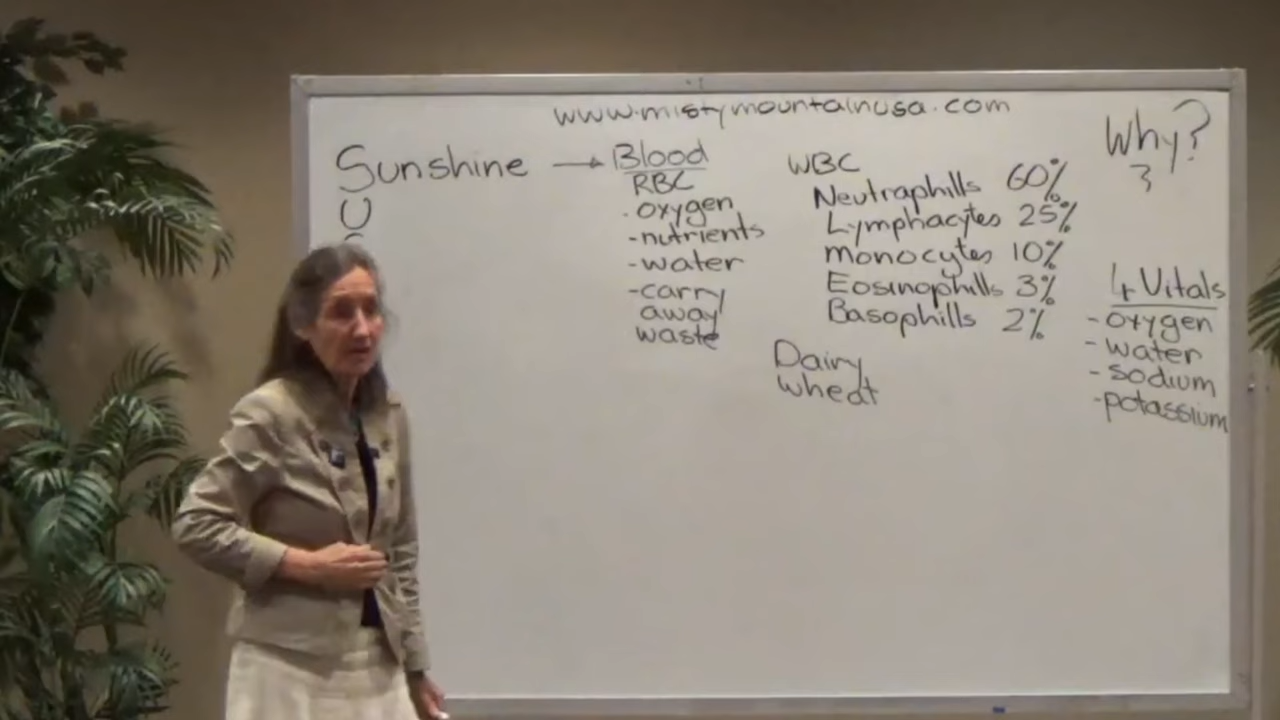 www.mistymountainusa.com
Why?
Sunshine → Blood
U
RBC
. oxygen
- nutrients
- water
- carry
away
waste
WBC
Neutraphills 60%
Lymphacytes 25%
monocytes 10%
Eosinophills 3%
Basophills 2%
Dairy
wheat
4 Vitals
- oxygen
- water
- sodium
- potassium